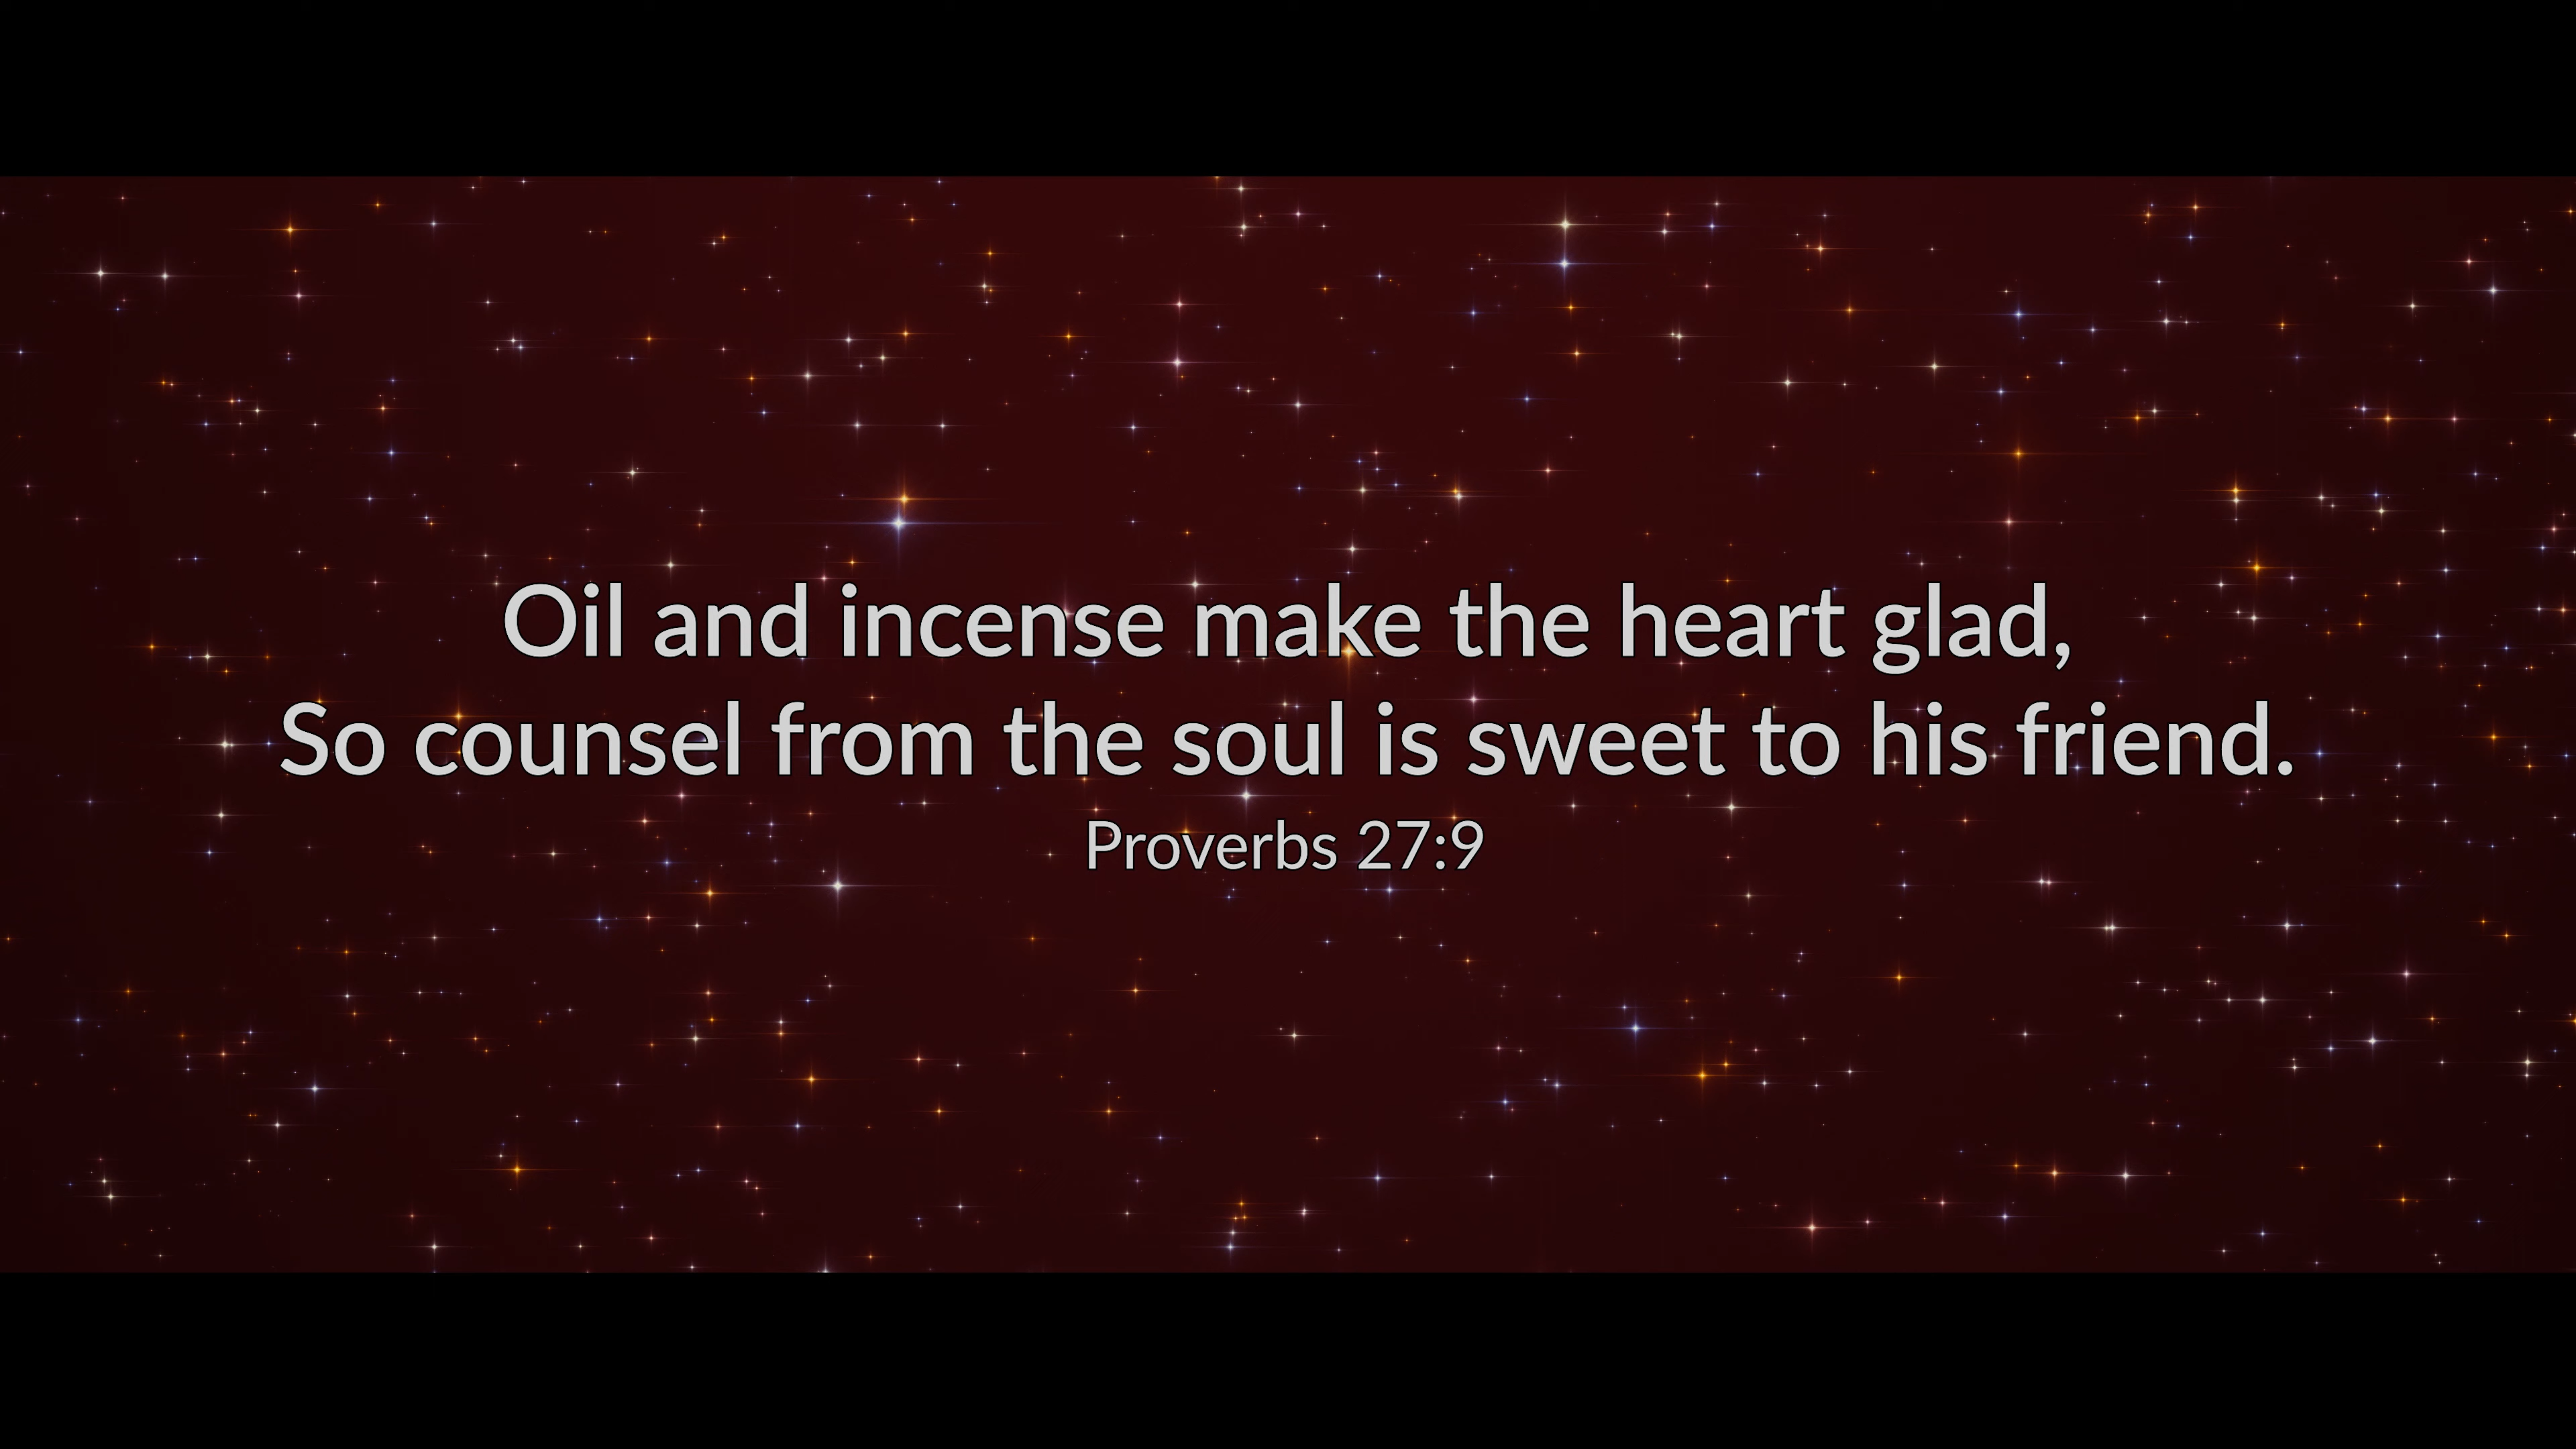 Oil and incense make the heart glad,
So counsel from the soul is sweet to his friend.
Proverbs 27:9